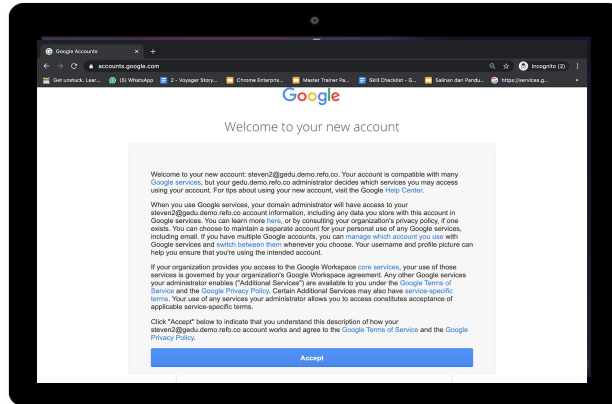 Google Accounts
accounts.google.com
Incognito (2)
Get unstuck. Lear...
(5) WhatsApp
2 - Voyager Story...
Chrome Enterpris...
Master Trainer Pa...
Skill Checklist - G...
Salinan dari Pandu...
https://services.g...
Google
Welcome to your new account
Welcome to your new account: steven2@gedu.demo.refo.co. Your account is compatible with many
Google services, but your gedu.demo.refo.co administrator decides which services you may access
using your account. For tips about using your new account, visit the Google Help Center.
When you use Google services, your domain administrator will have access to your
steven2@gedu.demo.refo.co account information, including any data you store with this account in
Google services. You can learn more here, or by consulting your organization's privacy policy, if one
exists. You can choose to maintain a separate account for your personal use of any Google services,
including email. If you have multiple Google accounts, you can manage which account you use with
Google services and switch between them whenever you choose. Your username and profile picture can
help you ensure that you're using the intended account.
If your organization provides you access to the Google Workspace core services, your use of those
services is governed by your organization's Google Workspace agreement. Any other Google services
your administrator enables ("Additional Services") are available to you under the Google Terms of
Service and the Google Privacy Policy. Certain Additional Services may also have service-specific
terms. Your use of any services your administrator allows you to access constitutes acceptance of
applicable service-specific terms.
Click "Accept" below to indicate that you understand this description of how your
steven2@gedu.demo.refo.co account works and agree to the Google Terms of Service and the Google
Privacy Policy.
Accept